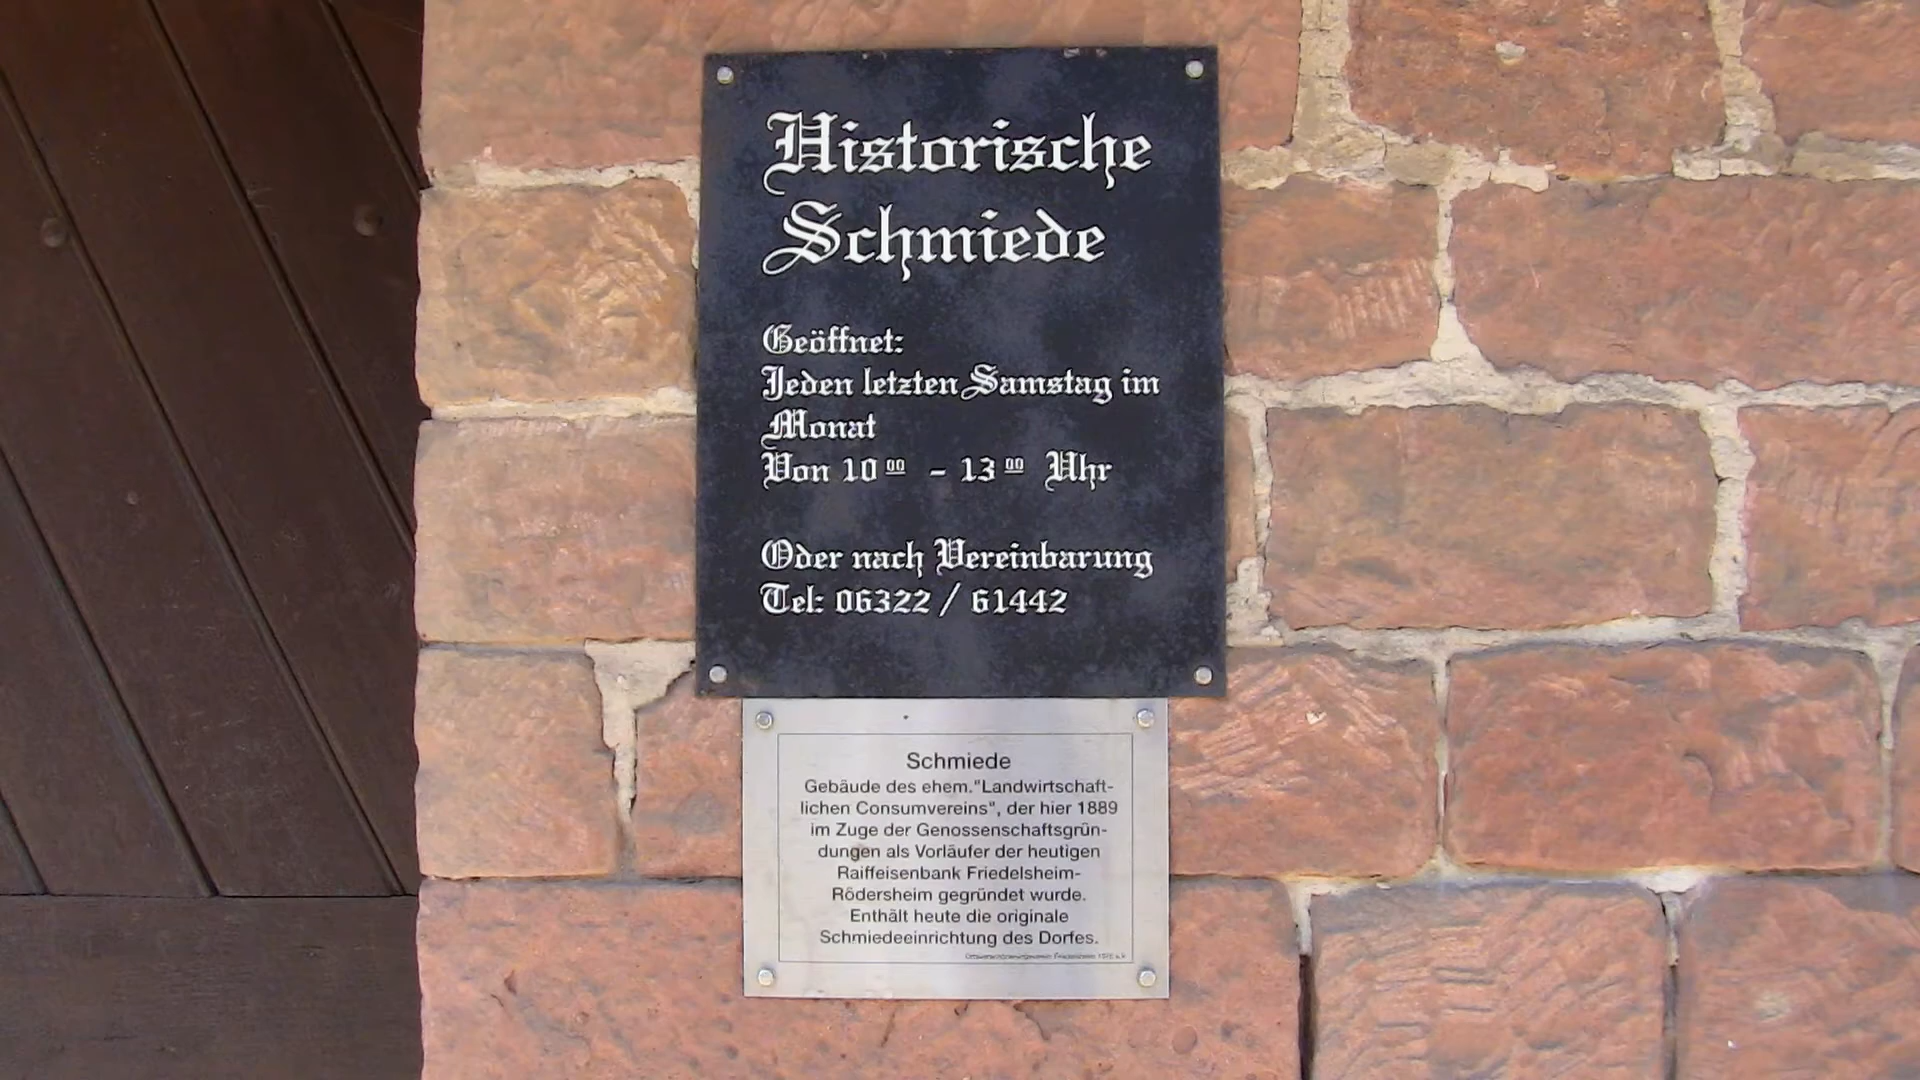 Historische
Schmiede
Geöffnet:
Jeden letzten Samstag im
Monat
Von 10 00 - 13 00 Uhr
Oder nach Vereinbarung
Tel: 06322 / 61442
Schmiede
Gebäude des ehem. "Landwirtschaft-
lichen Consumvereins", der hier 1889
im Zuge der Genossenschaftsgrün-
dungen als Vorläufer der heutigen
Raiffeisenbank Friedelsheim-
Rödersheim gegründet wurde.
Enthält heute die originale
Schmiedeeinrichtung des Dorfes.